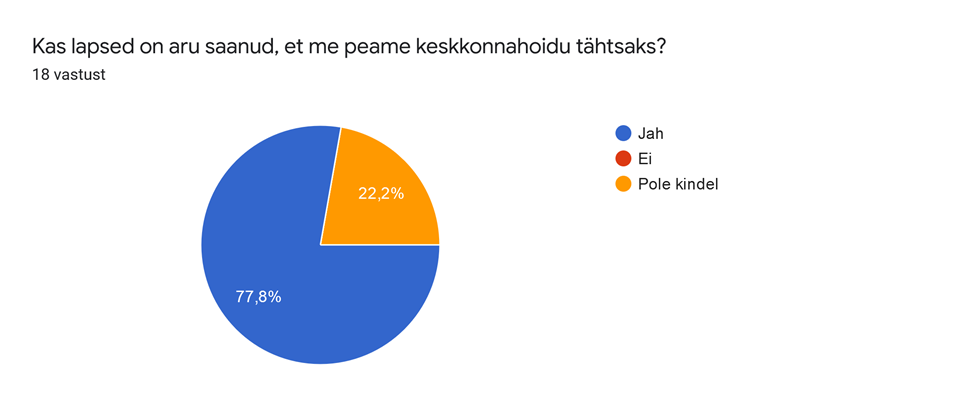 Kas lapsed on aru saanud, et me peame keskkonnahoidu tähtsaks?
18 vastust
Jah
Ei
Pole kindel
22,2%
77,8%